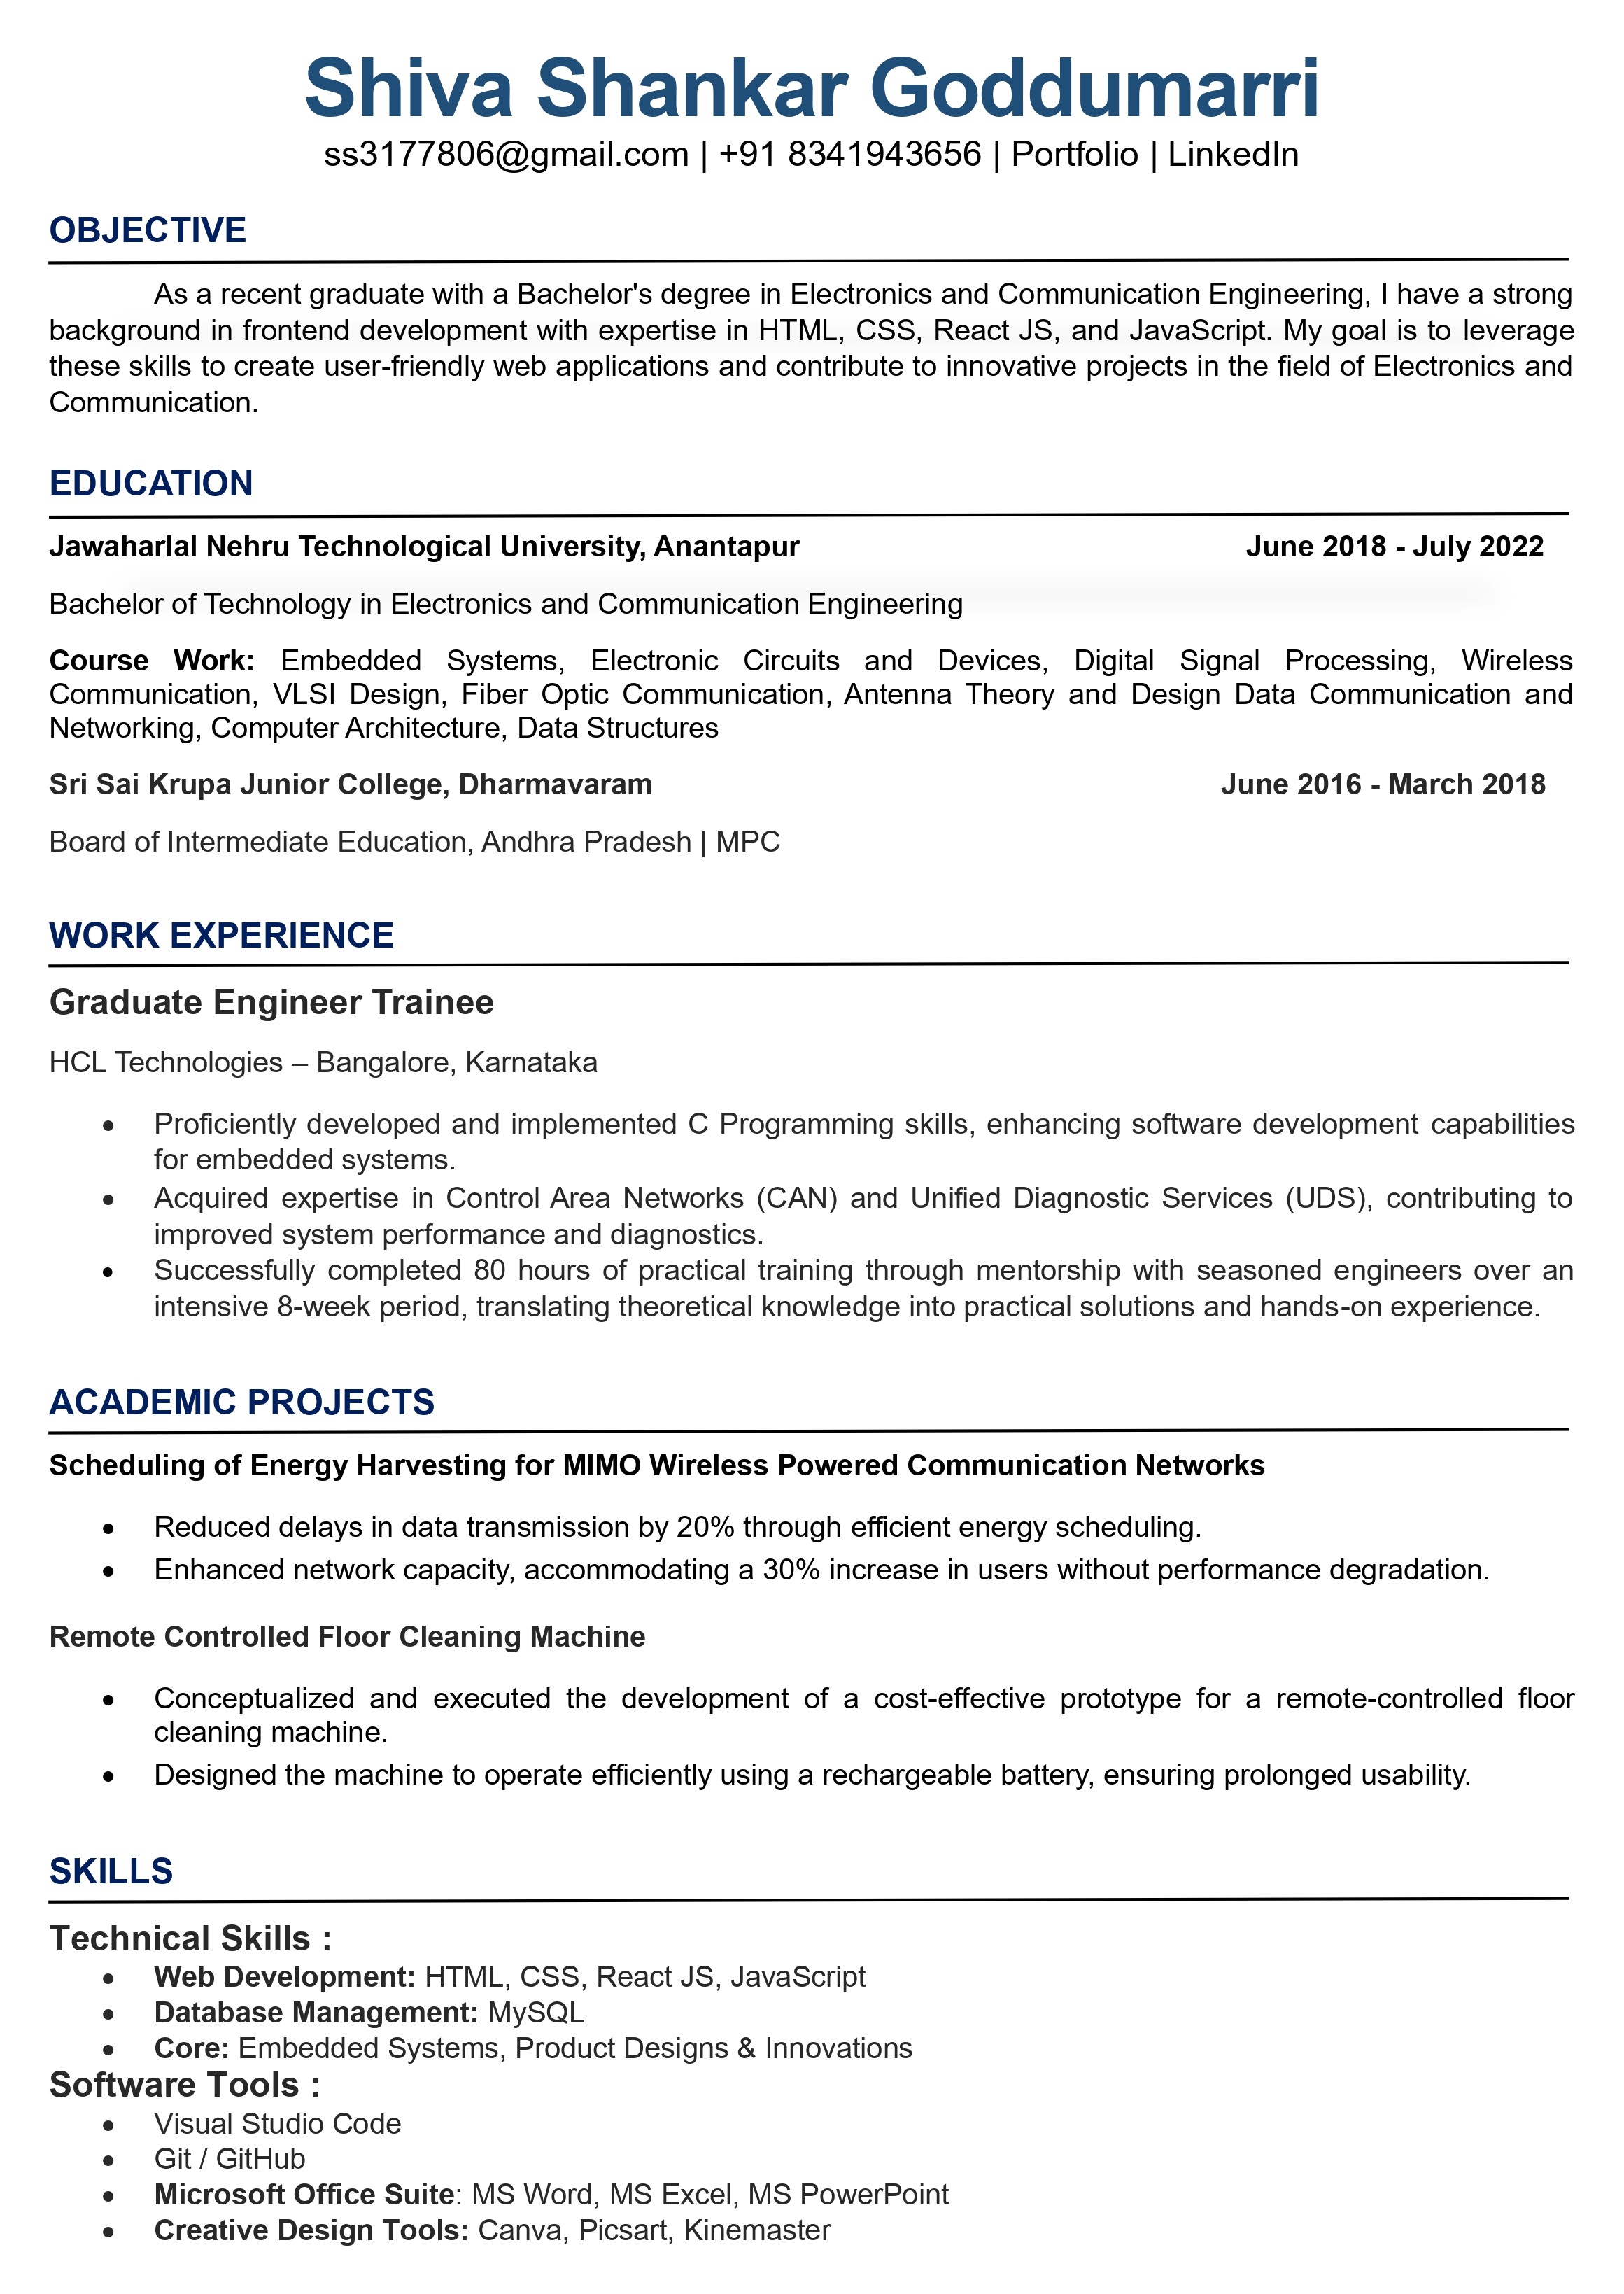 Shiva Shankar Goddumarri
ss3177806@gmail.com | +91 8341943656 | Portfolio | LinkedIn
OBJECTIVE
As a recent graduate with a Bachelor's degree in Electronics and Communication Engineering, I have a strong
background in frontend development with expertise in HTML, CSS, React JS, and JavaScript. My goal is to leverage
these skills to create user-friendly web applications and contribute to innovative projects in the field of Electronics and
Communication.
EDUCATION
Jawaharlal Nehru Technological University, Anantapur June 2018 - July 2022
Bachelor of Technology in Electronics and Communication Engineering
Course Work: Embedded Systems, Electronic Circuits and Devices, Digital Signal Processing, Wireless
Communication, VLSI Design, Fiber Optic Communication, Antenna Theory and Design Data Communication and
Networking, Computer Architecture, Data Structures
Sri Sai Krupa Junior College, Dharmavaram June 2016 - March 2018
Board of Intermediate Education, Andhra Pradesh | MPC
WORK EXPERIENCE
Graduate Engineer Trainee
HCL Technologies – Bangalore, Karnataka
• Proficiently developed and implemented C Programming skills, enhancing software development capabilities
for embedded systems.
• Acquired expertise in Control Area Networks (CAN) and Unified Diagnostic Services (UDS), contributing to
improved system performance and diagnostics.
• Successfully completed 80 hours of practical training through mentorship with seasoned engineers over an
intensive 8-week period, translating theoretical knowledge into practical solutions and hands-on experience.
ACADEMIC PROJECTS
Scheduling of Energy Harvesting for MIMO Wireless Powered Communication Networks
• Reduced delays in data transmission by 20% through efficient energy scheduling.
• Enhanced network capacity, accommodating a 30% increase in users without performance degradation.
Remote Controlled Floor Cleaning Machine
• Conceptualized and executed the development of a cost-effective prototype for a remote-controlled floor
cleaning machine.
• Designed the machine to operate efficiently using a rechargeable battery, ensuring prolonged usability.
SKILLS
Technical Skills :
• Web Development: HTML, CSS, React JS, JavaScript
• Database Management: MySQL
• Core: Embedded Systems, Product Designs & Innovations
Software Tools :
• Visual Studio Code
• Git / GitHub
• Microsoft Office Suite: MS Word, MS Excel, MS PowerPoint
• Creative Design Tools: Canva, Picsart, Kinemaster